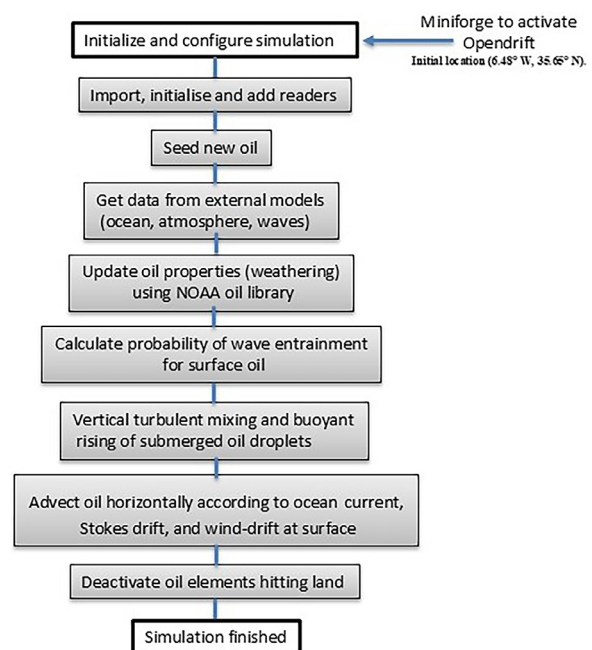 Initialize and configure simulation
Miniforge to activate
Opendrift
Initial location (6.48° W, 35.65° N).
Import, initialise and add readers
Seed new oil
Get data from external models
(ocean, atmosphere, waves)
Update oil properties (weathering)
using NOAA oil library
Calculate probability of wave entrainment
for surface oil
Vertical turbulent mixing and buoyant
rising of submerged oil droplets
Advect oil horizontally according to ocean current,
Stokes drift, and wind-drift at surface
Deactivate oil elements hitting land
Simulation finished